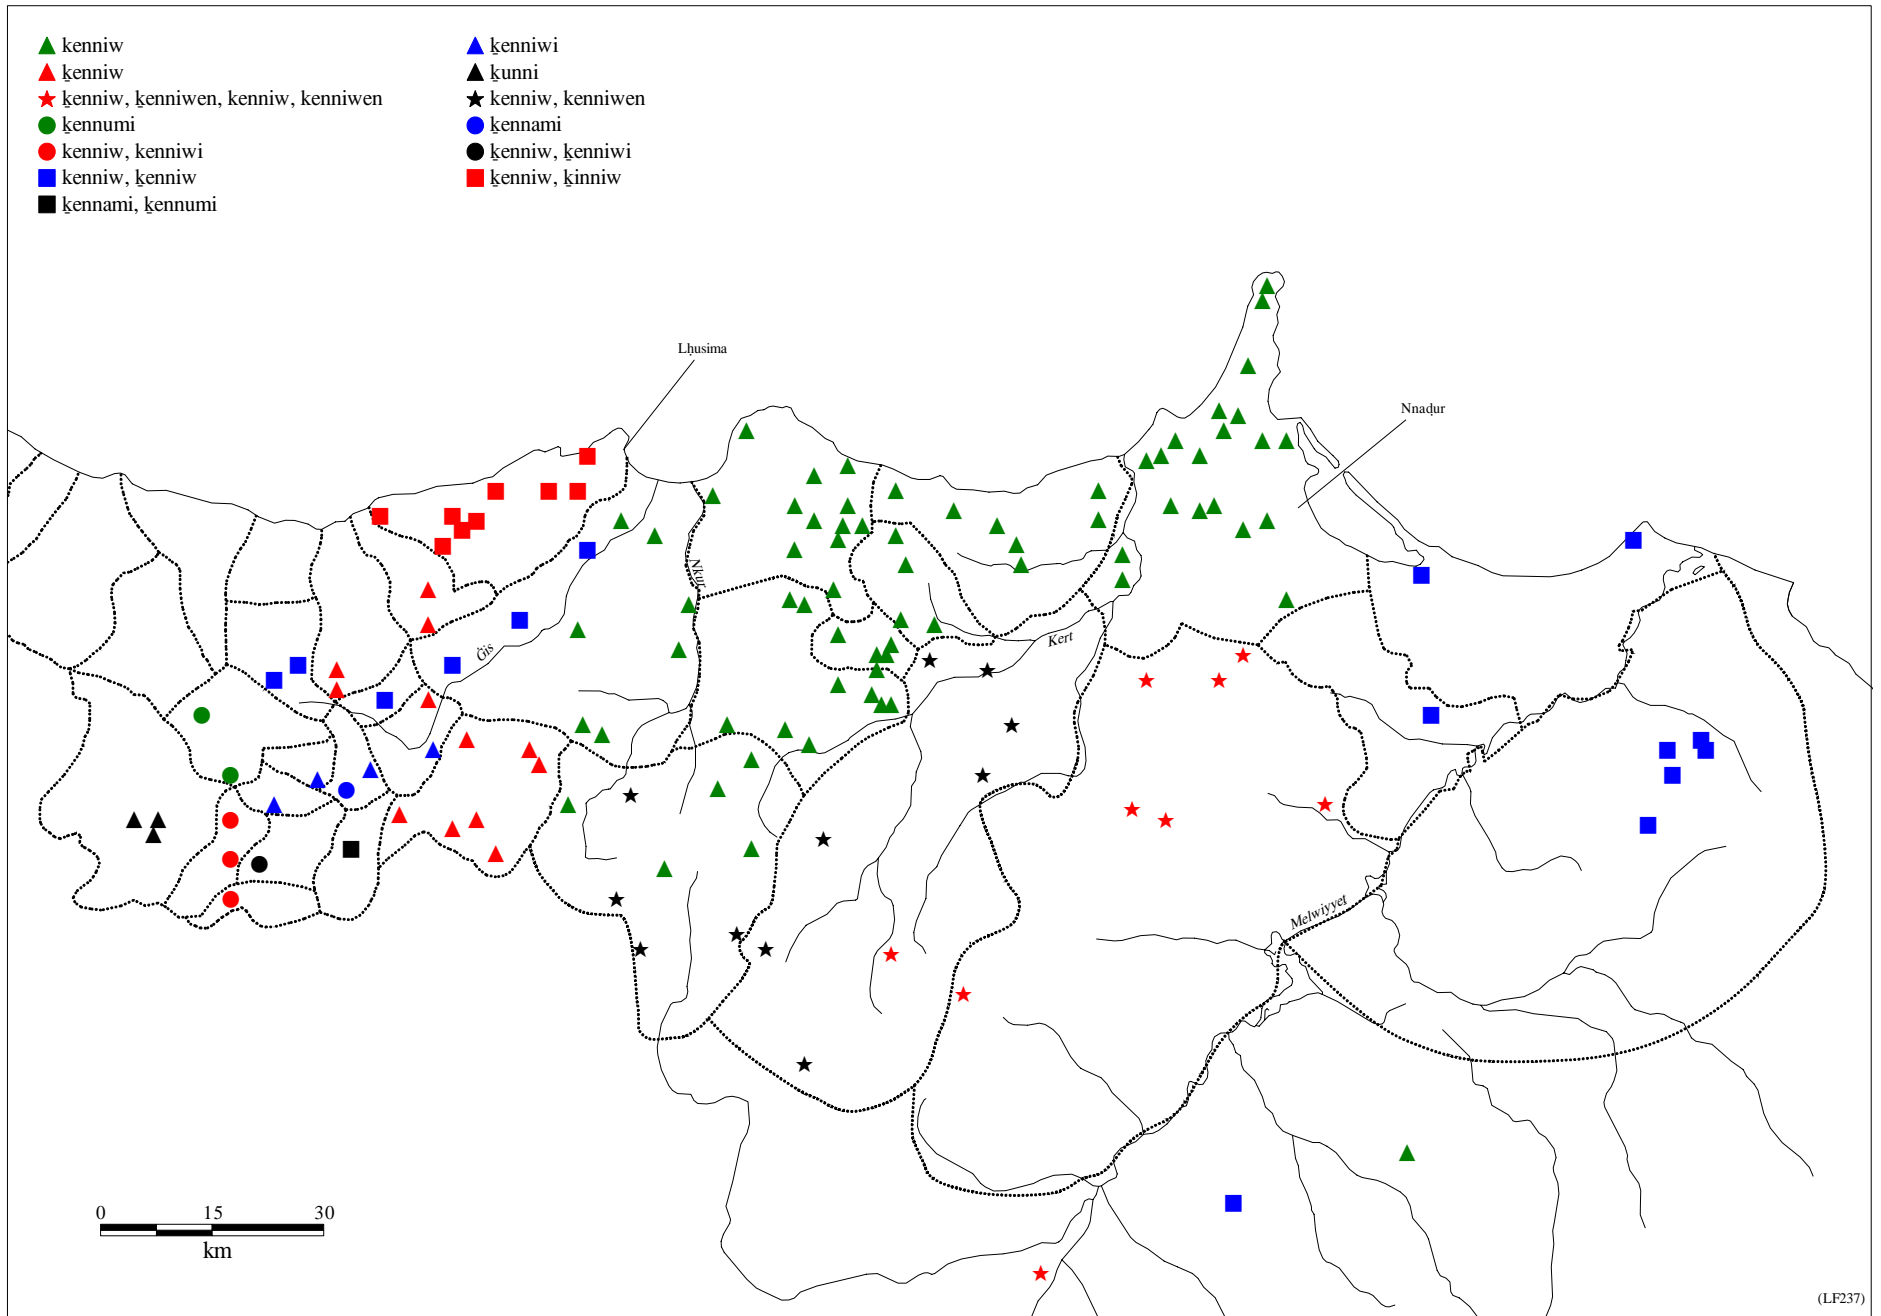 kenniw
ḵenniw
ḵenniw, ḵenniwen, kenniw, kenniwen
ḵennumi
kenniw, kenniwi
kenniw, ḵenniw
ḵennami, ḵennumi
ḵenniwi
ḵunni
kenniw, kenniwen
ḵennami
ḵenniw, ḵenniwi
ḵenniw, ḵinniw
Lḥusima
Nnaḍur
Nkur
Kert
Ġis
Melwiyyet
0 15 30
km
(LF237)